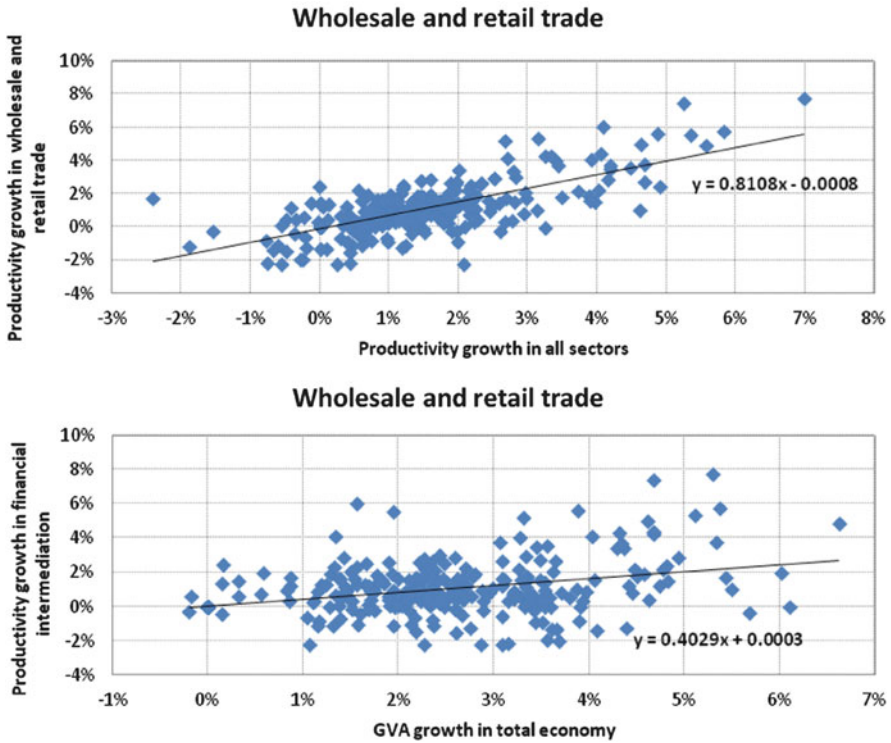 Wholesale and retail trade
Productivity growth in wholesale and
retail trade
10%
8%
6%
4%
2%
0%
-2%
-4%
y = 0.8108x - 0.0008
-3% -2% -1% 0% 1% 2% 3% 4% 5% 6% 7% 8%
Productivity growth in all sectors
Wholesale and retail trade
Productivity growth in financial
intermediation
10%
8%
6%
4%
2%
0%
-2%
-4%
y = 0.4029x + 0.0003
-1% 0% 1% 2% 3% 4% 5% 6% 7%
GVA growth in total economy